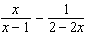 x/(x − 1) − 1/(2 − 2x)